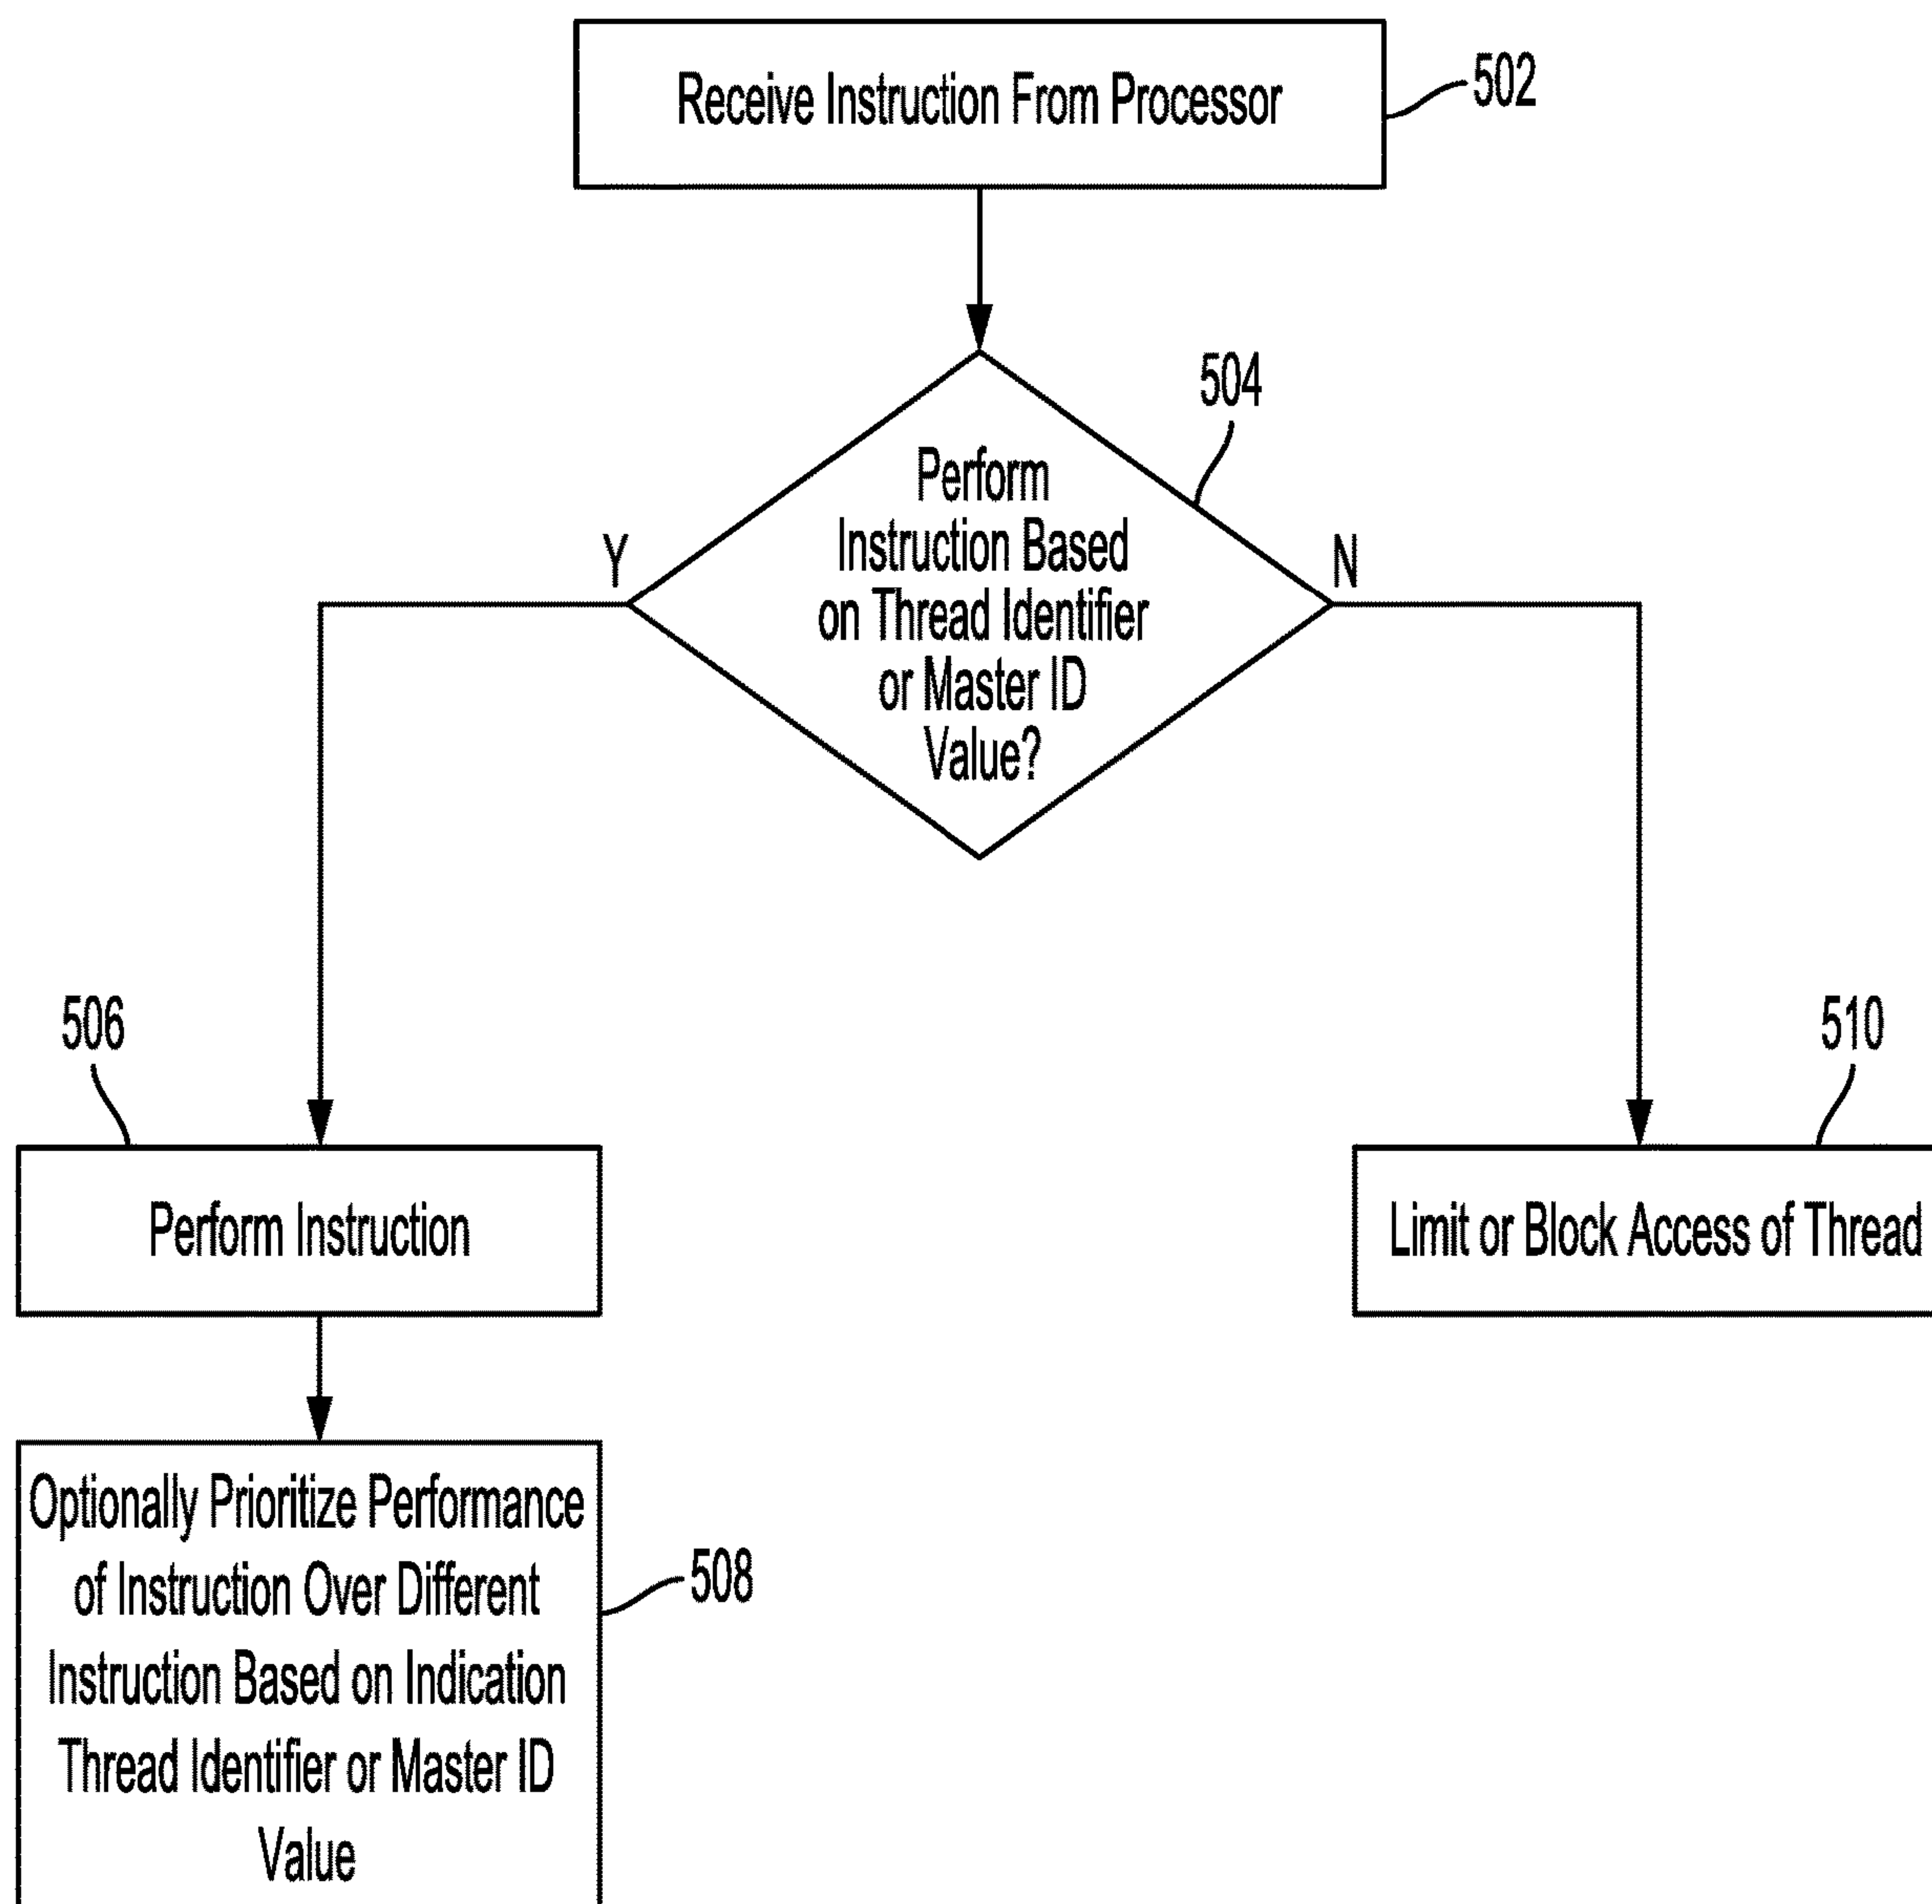 Receive Instruction From Processor
502
504
Perform
Instruction Based
on Thread Identifier
or Master ID
Value?
Y
N
506
510
Perform Instruction
Limit or Block Access of Thread
Optionally Prioritize Performance
of Instruction Over Different
Instruction Based on Indication
Thread Identifier or Master ID
Value
508